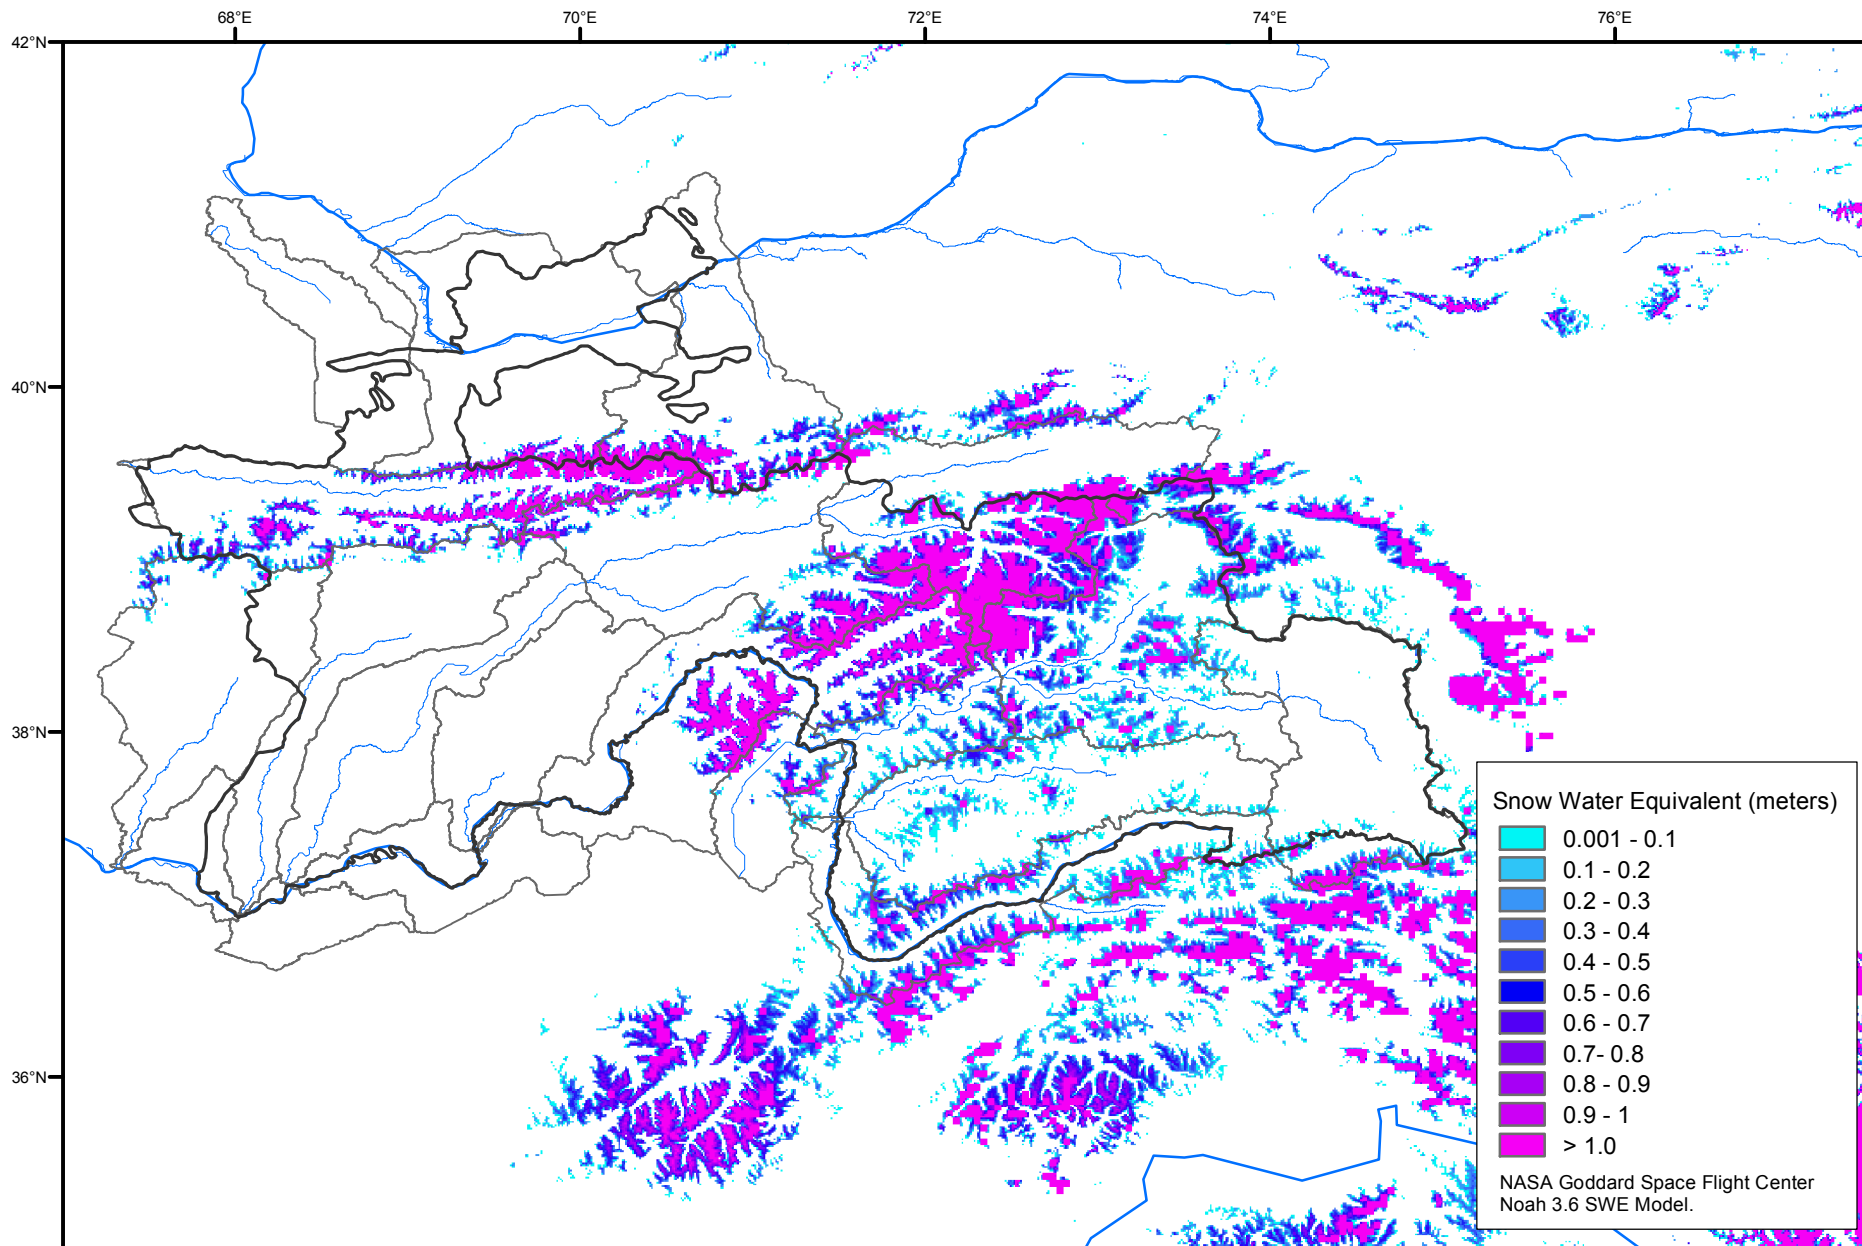 68°E
70°E
72°E
74°E
76°E
42°N
40°N
38°N
36°N
Snow Water Equivalent (meters)
0.001 - 0.1
0.1 - 0.2
0.2 - 0.3
0.3 - 0.4
0.4 - 0.5
0.5 - 0.6
0.6 - 0.7
0.7- 0.8
0.8 - 0.9
0.9 - 1
> 1.0
NASA Goddard Space Flight Center
Noah 3.6 SWE Model.